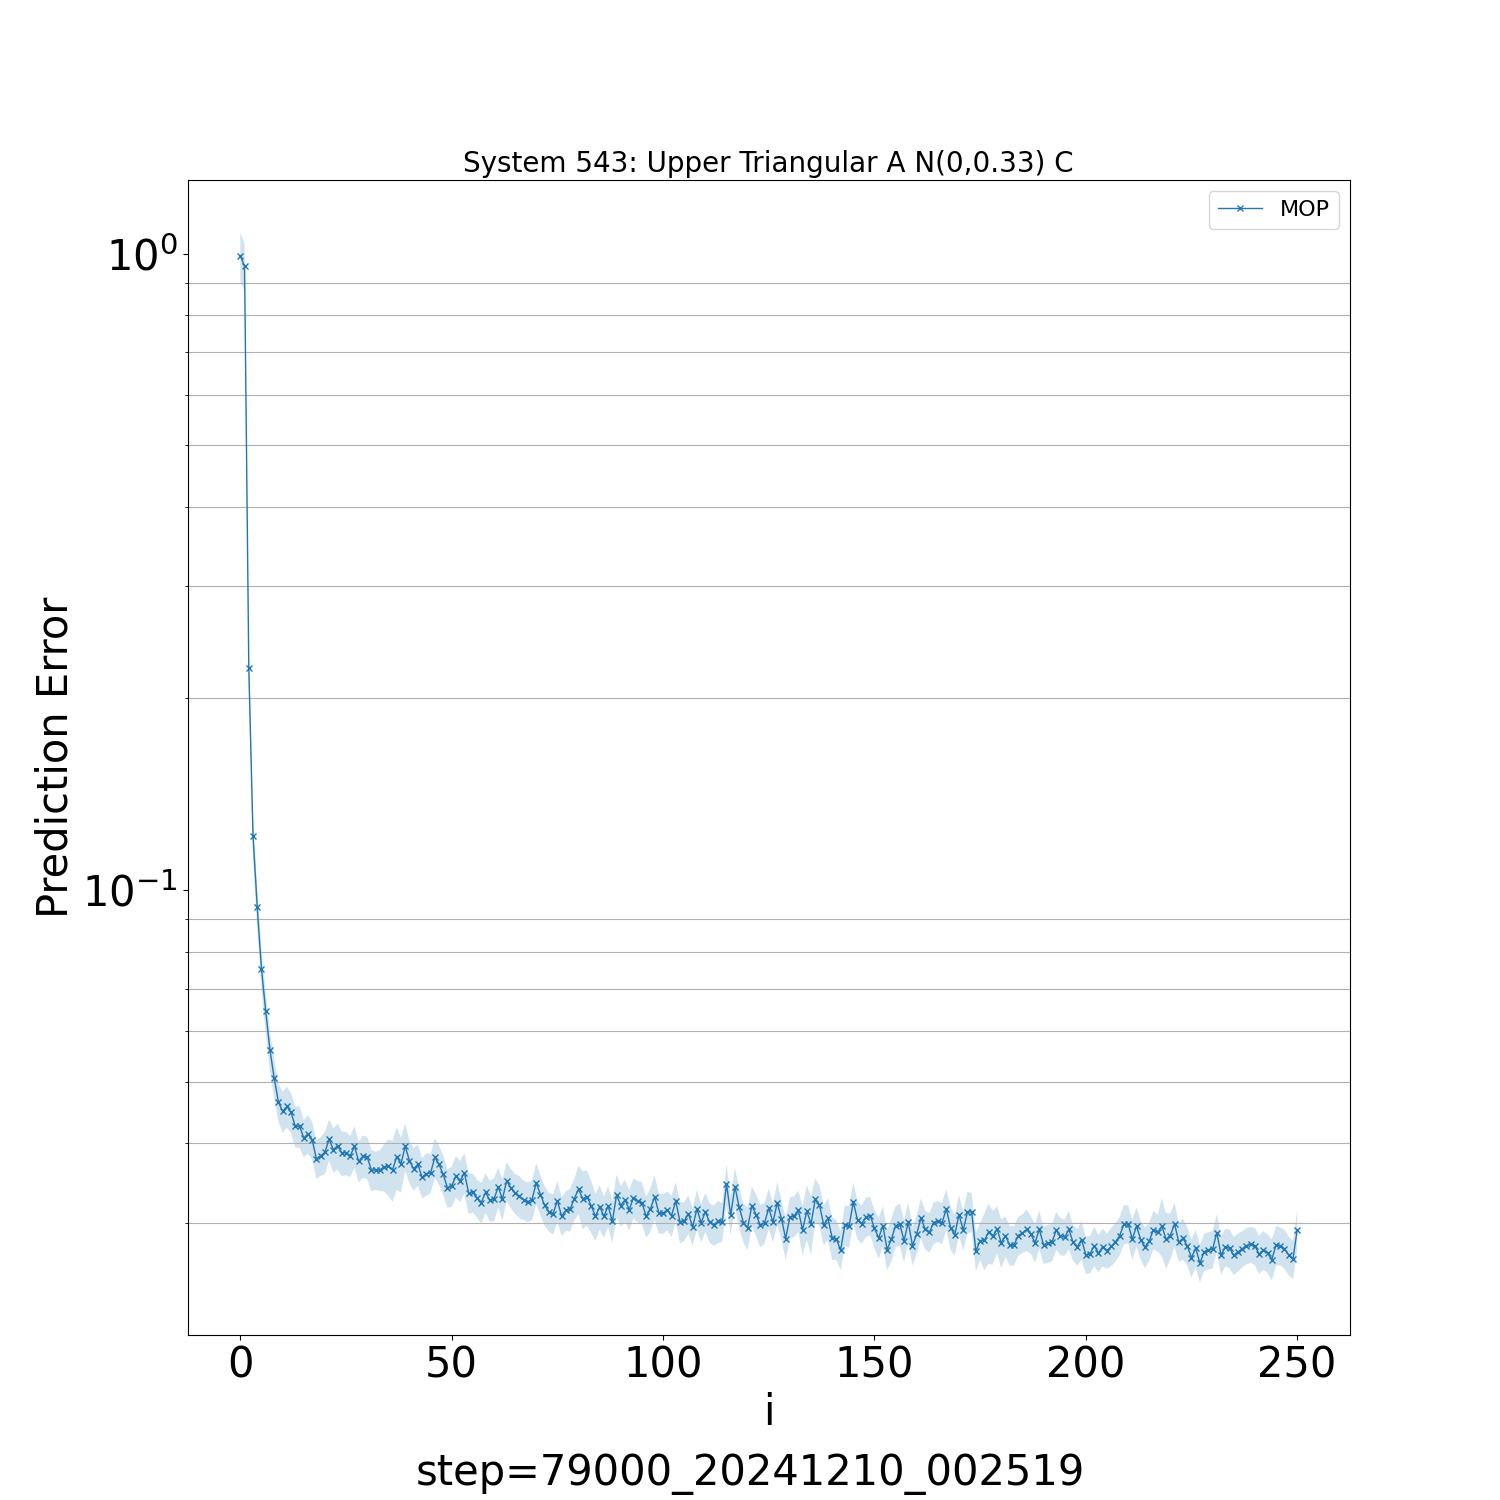 System 543: Upper Triangular A N(0,0.33) C
MOP
10⁰
10⁻¹
Prediction Error
0 50 100 150 200 250
i
step=79000_20241210_002519